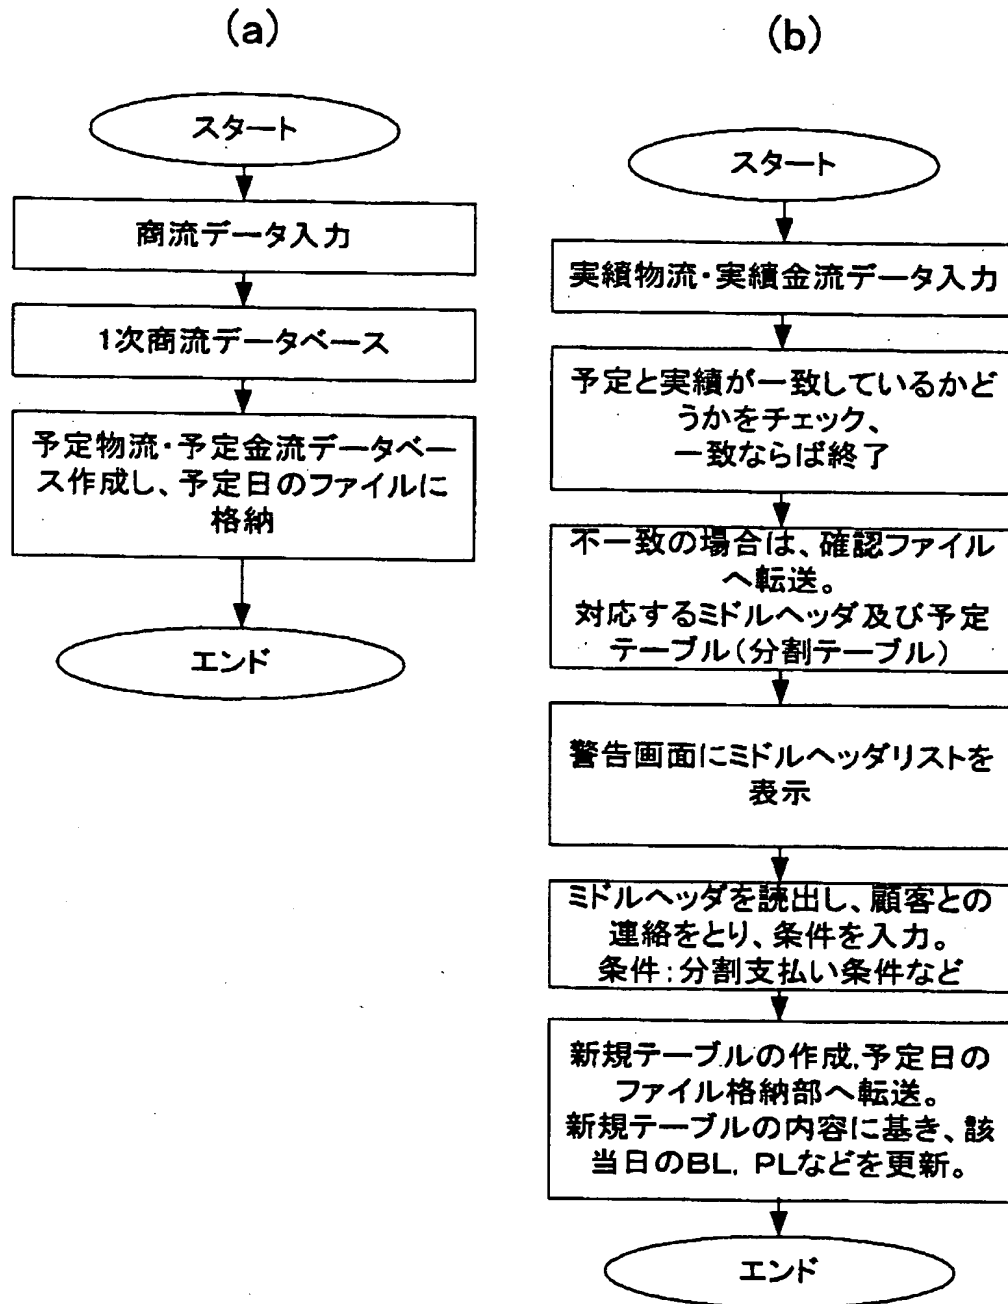 (a)
スタート
商流データ入力
1次商流データベース
予定物流・予定金流データベー
ス作成し、予定日のファイルに
格納
エンド
(b)
スタート
実績物流・実績金流データ入力
予定と実績が一致しているかど
うかをチェック、
一致ならば終了
不一致の場合は、確認ファイル
へ転送。
対応するミドルヘッダ及び予定
テーブル(分割テーブル)
警告画面にミドルヘッダリストを
表示
ミドルヘッダを読出し、顧客との
連絡をとり、条件を入力。
条件:分割支払い条件など
新規テーブルの作成,予定日の
ファイル格納部へ転送。
新規テーブルの内容に基き、該
当日のBL, PLなどを更新。
エンド